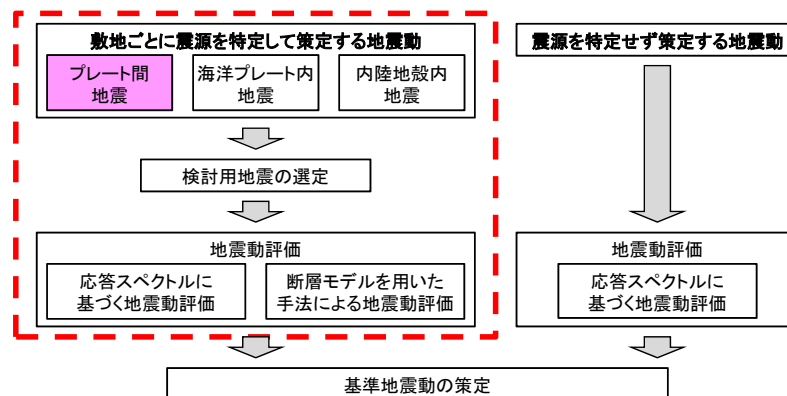 敷地ごとに震源を特定して策定する地震動
プレート間
地震
海洋プレート内
地震
内陸地殻内
地震
検討用地震の選定
地震動評価
応答スペクトルに
基づく地震動評価
断層モデルを用いた
手法による地震動評価
震源を特定せず策定する地震動
地震動評価
応答スペクトルに
基づく地震動評価
基準地震動の策定